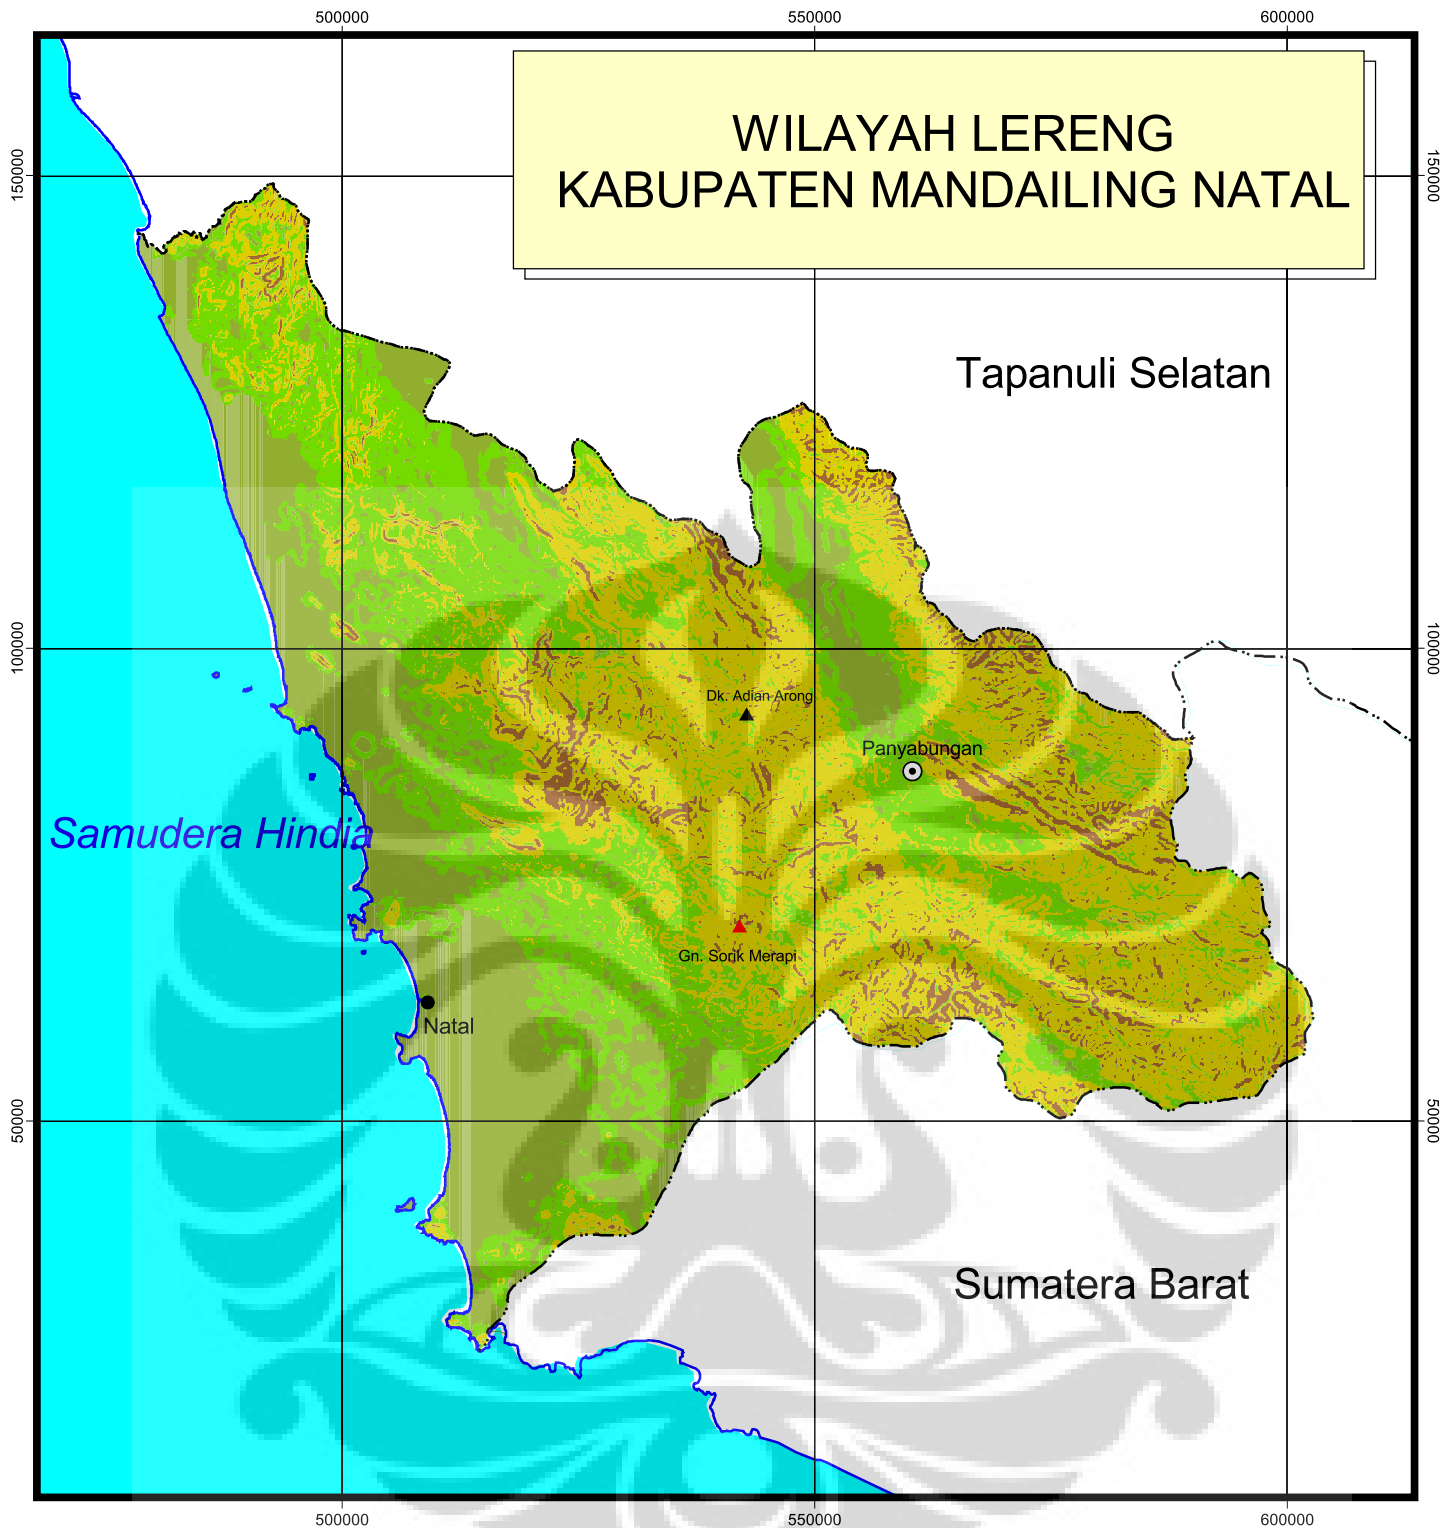 500000
550000
600000
WILAYAH LERENG
KABUPATEN MANDAILING NATAL
150000
150000
Tapanuli Selatan
100000
100000
Dk. Adian Arong
Panyabungan
Samudera Hindia
Gn. Sorik Merapi
Natal
50000
50000
Sumatera Barat
500000
550000
600000